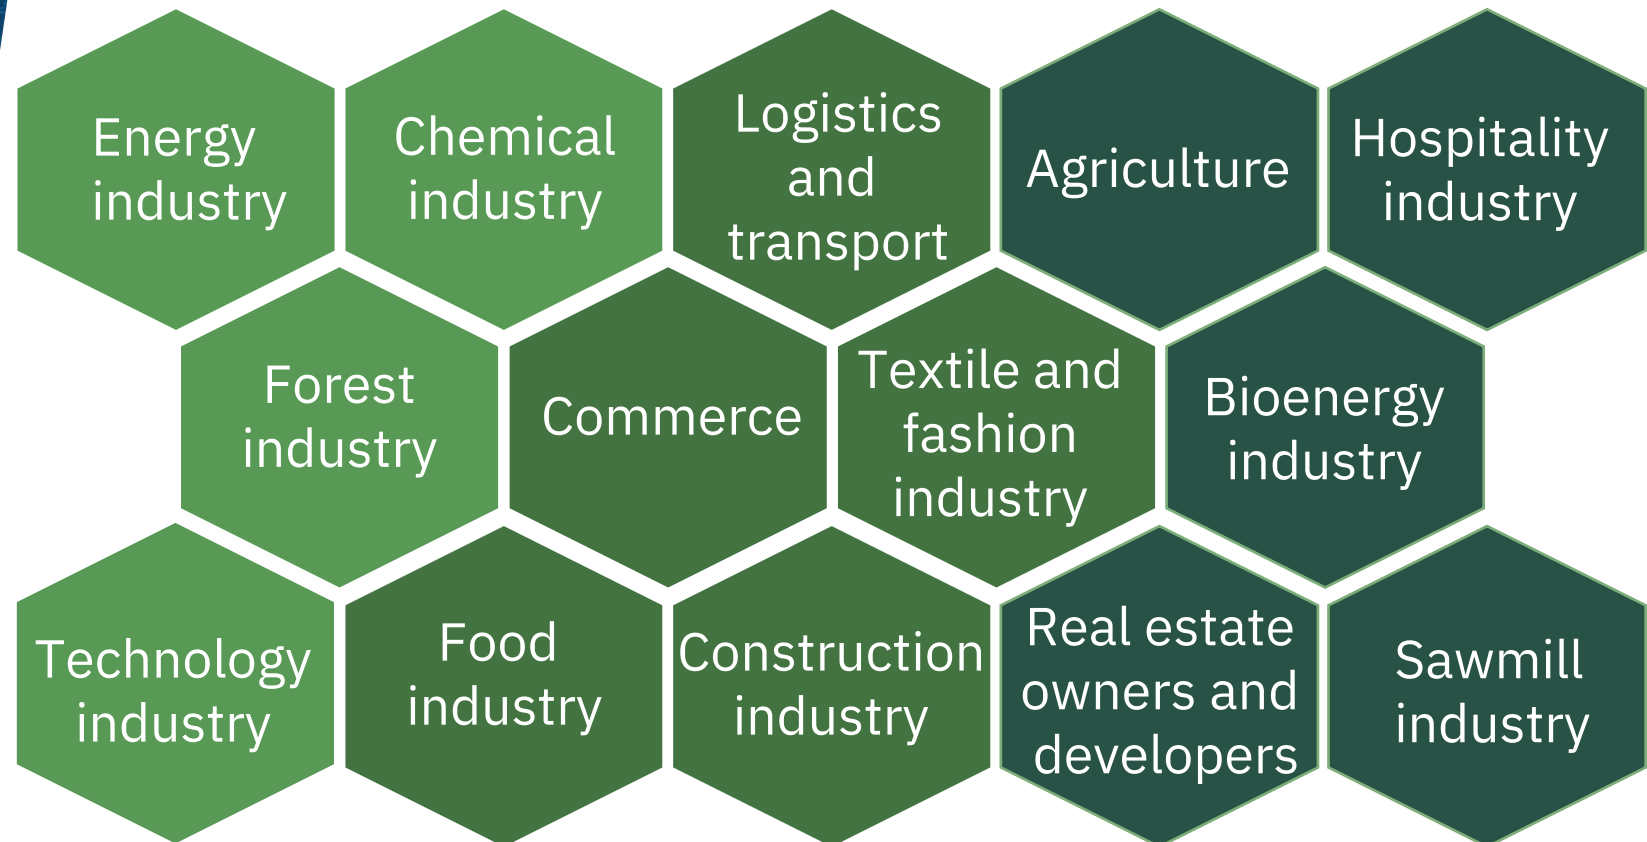 Energy
industry
Chemical
industry
Logistics
and
transport
Agriculture
Hospitality
industry
Forest
industry
Commerce
Textile and
fashion
industry
Bioenergy
industry
Technology
industry
Food
industry
Construction
industry
Real estate
owners and
developers
Sawmill
industry